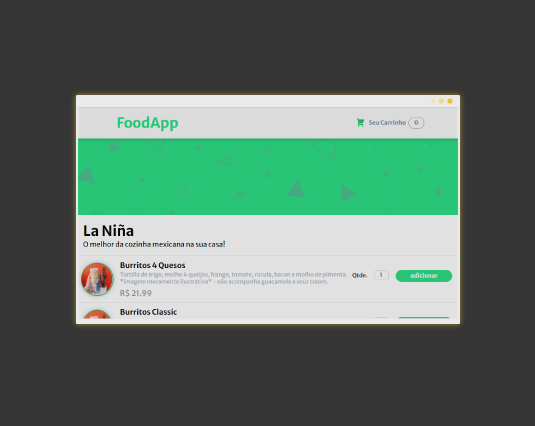 FoodApp
Seu Carrinho 0
La Niña
O melhor da cozinha mexicana na sua casa!
Burritos 4 Quesos
Tortilla de trigo, molho 4 queijos, frango, tomate, rúcula, bacon e molho de pimenta.
*Imagem meramente ilustrativa* - não acompanha guacamole e sour cream.
Qtde. 1 adicionar
R$ 21.99
Burritos Classic